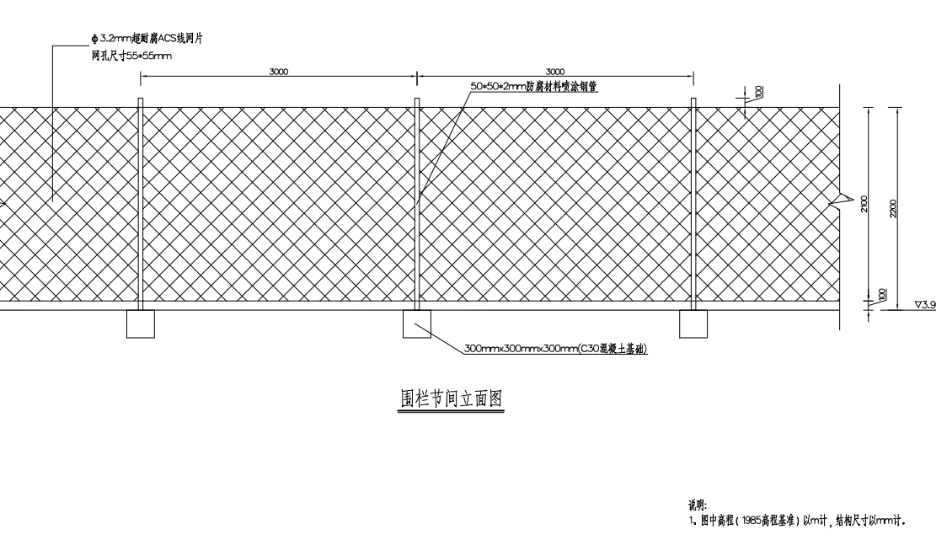 ф3.2mm超耐腐ACS线网片
网孔尺寸55*55mm
3000
3000
50*50*2mm防腐材料喷涂钢管
100
2100
2200
100
▽3.9
300mmx300mmx300mm(C30混凝土基础)
围栏节间立面图
说明:
1、图中高程(1985高程基准)以m计,结构尺寸以mm计。